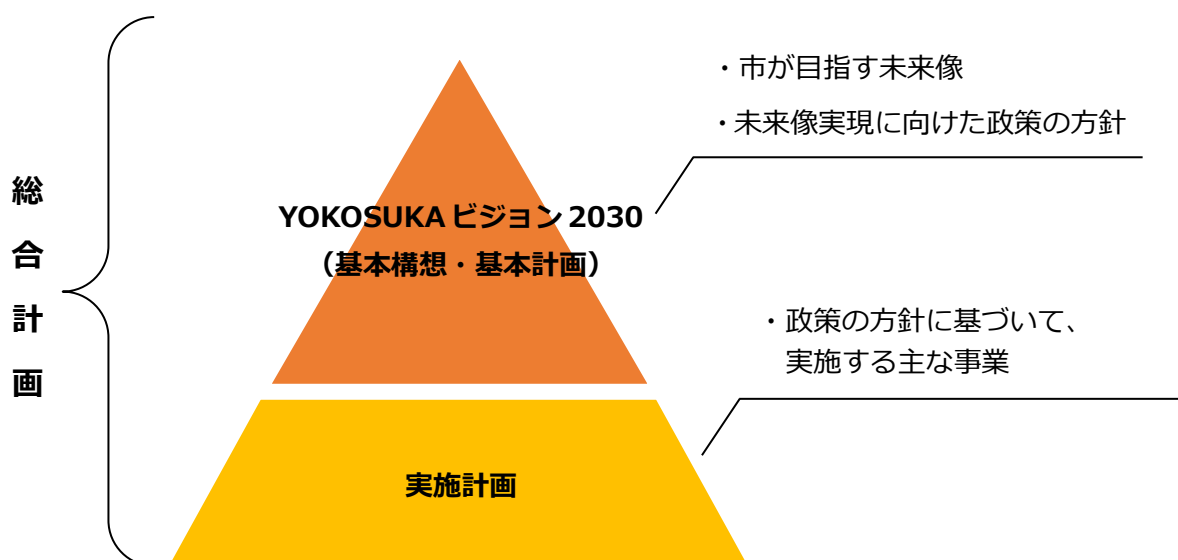 総合計画
YOKOSUKA ビジョン 2030
（基本構想・基本計画）
・市が目指す未来像
・未来像実現に向けた政策の方針
実施計画
・政策の方針に基づいて、
実施する主な事業